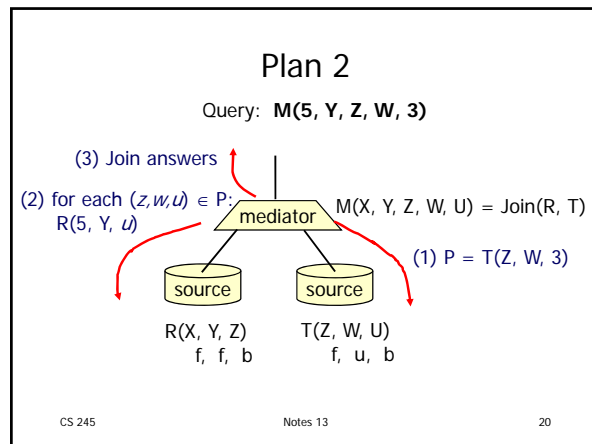 Plan 2
Query: M(5, Y, Z, W, 3)
(3) Join answers
(2) for each (z,w,u) ∈ P:
R(5, Y, u)
mediator
M(X, Y, Z, W, U) = Join(R, T)
(1) P = T(Z, W, 3)
source
source
R(X, Y, Z)
f, f, b
T(Z, W, U)
f, u, b
CS 245
Notes 13
20